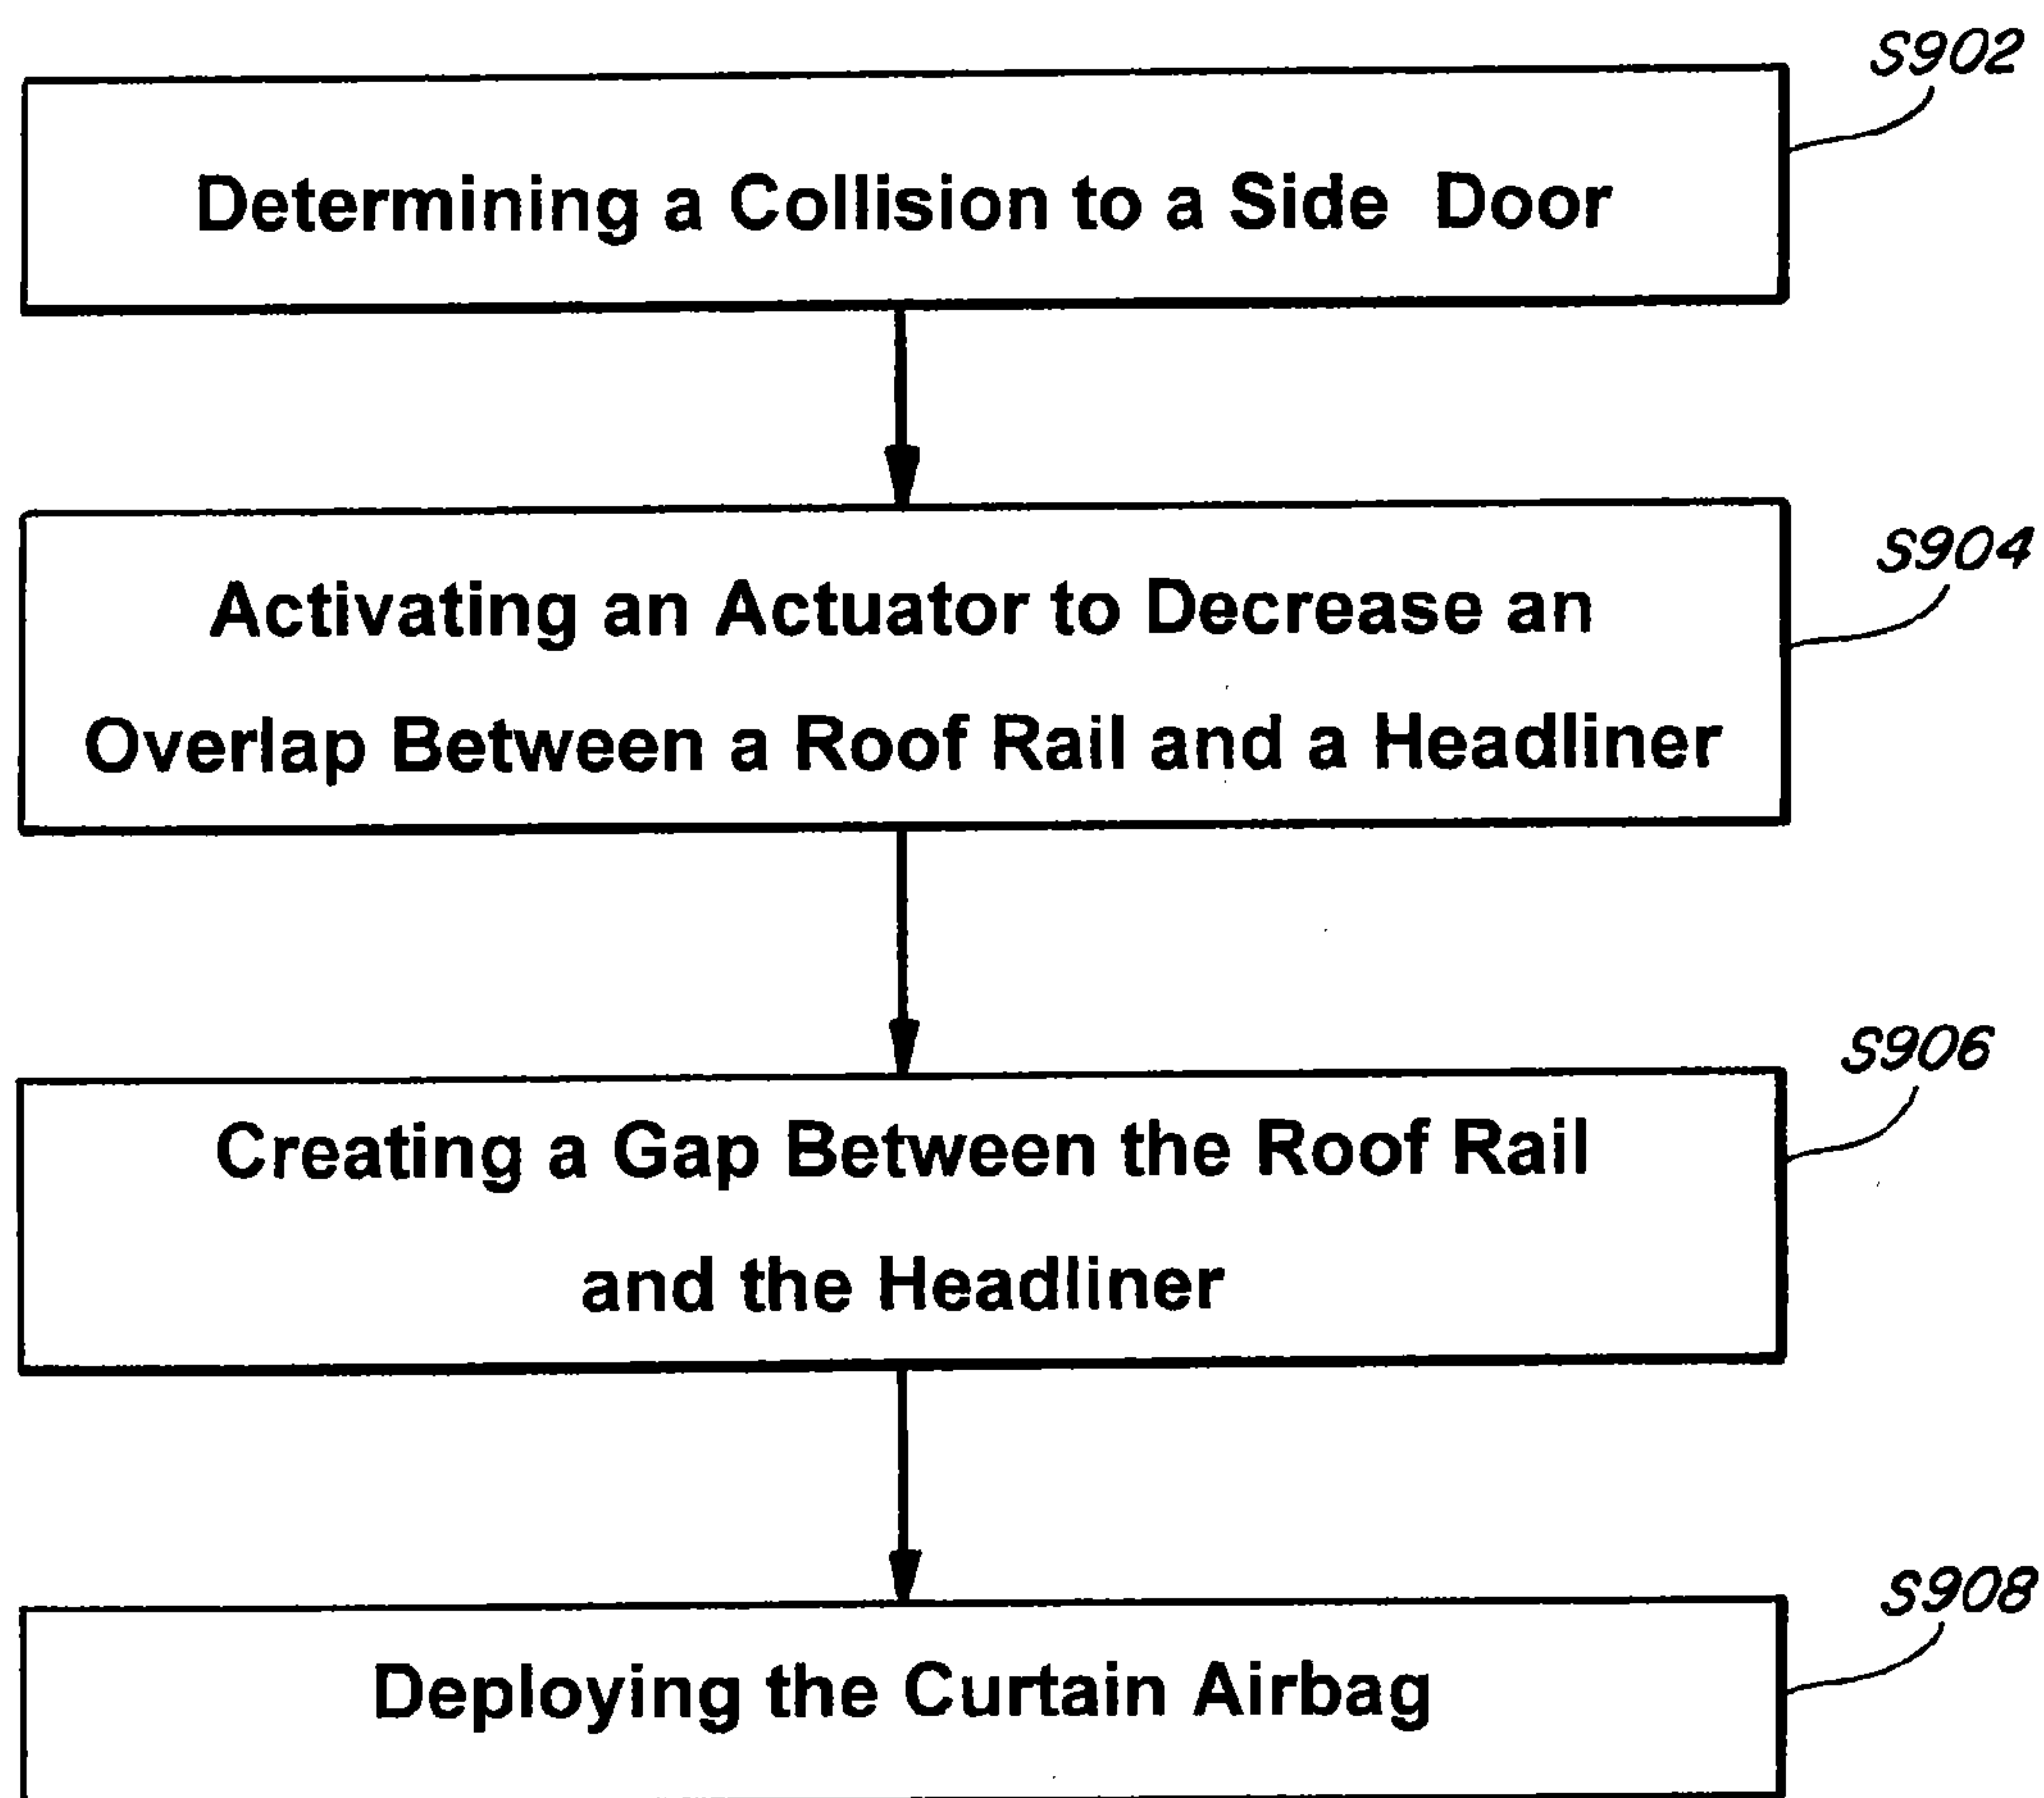 S902
Determining a Collision to a Side Door
S904
Activating an Actuator to Decrease an
Overlap Between a Roof Rail and a Headliner
S906
Creating a Gap Between the Roof Rail
and the Headliner
S908
Deploying the Curtain Airbag